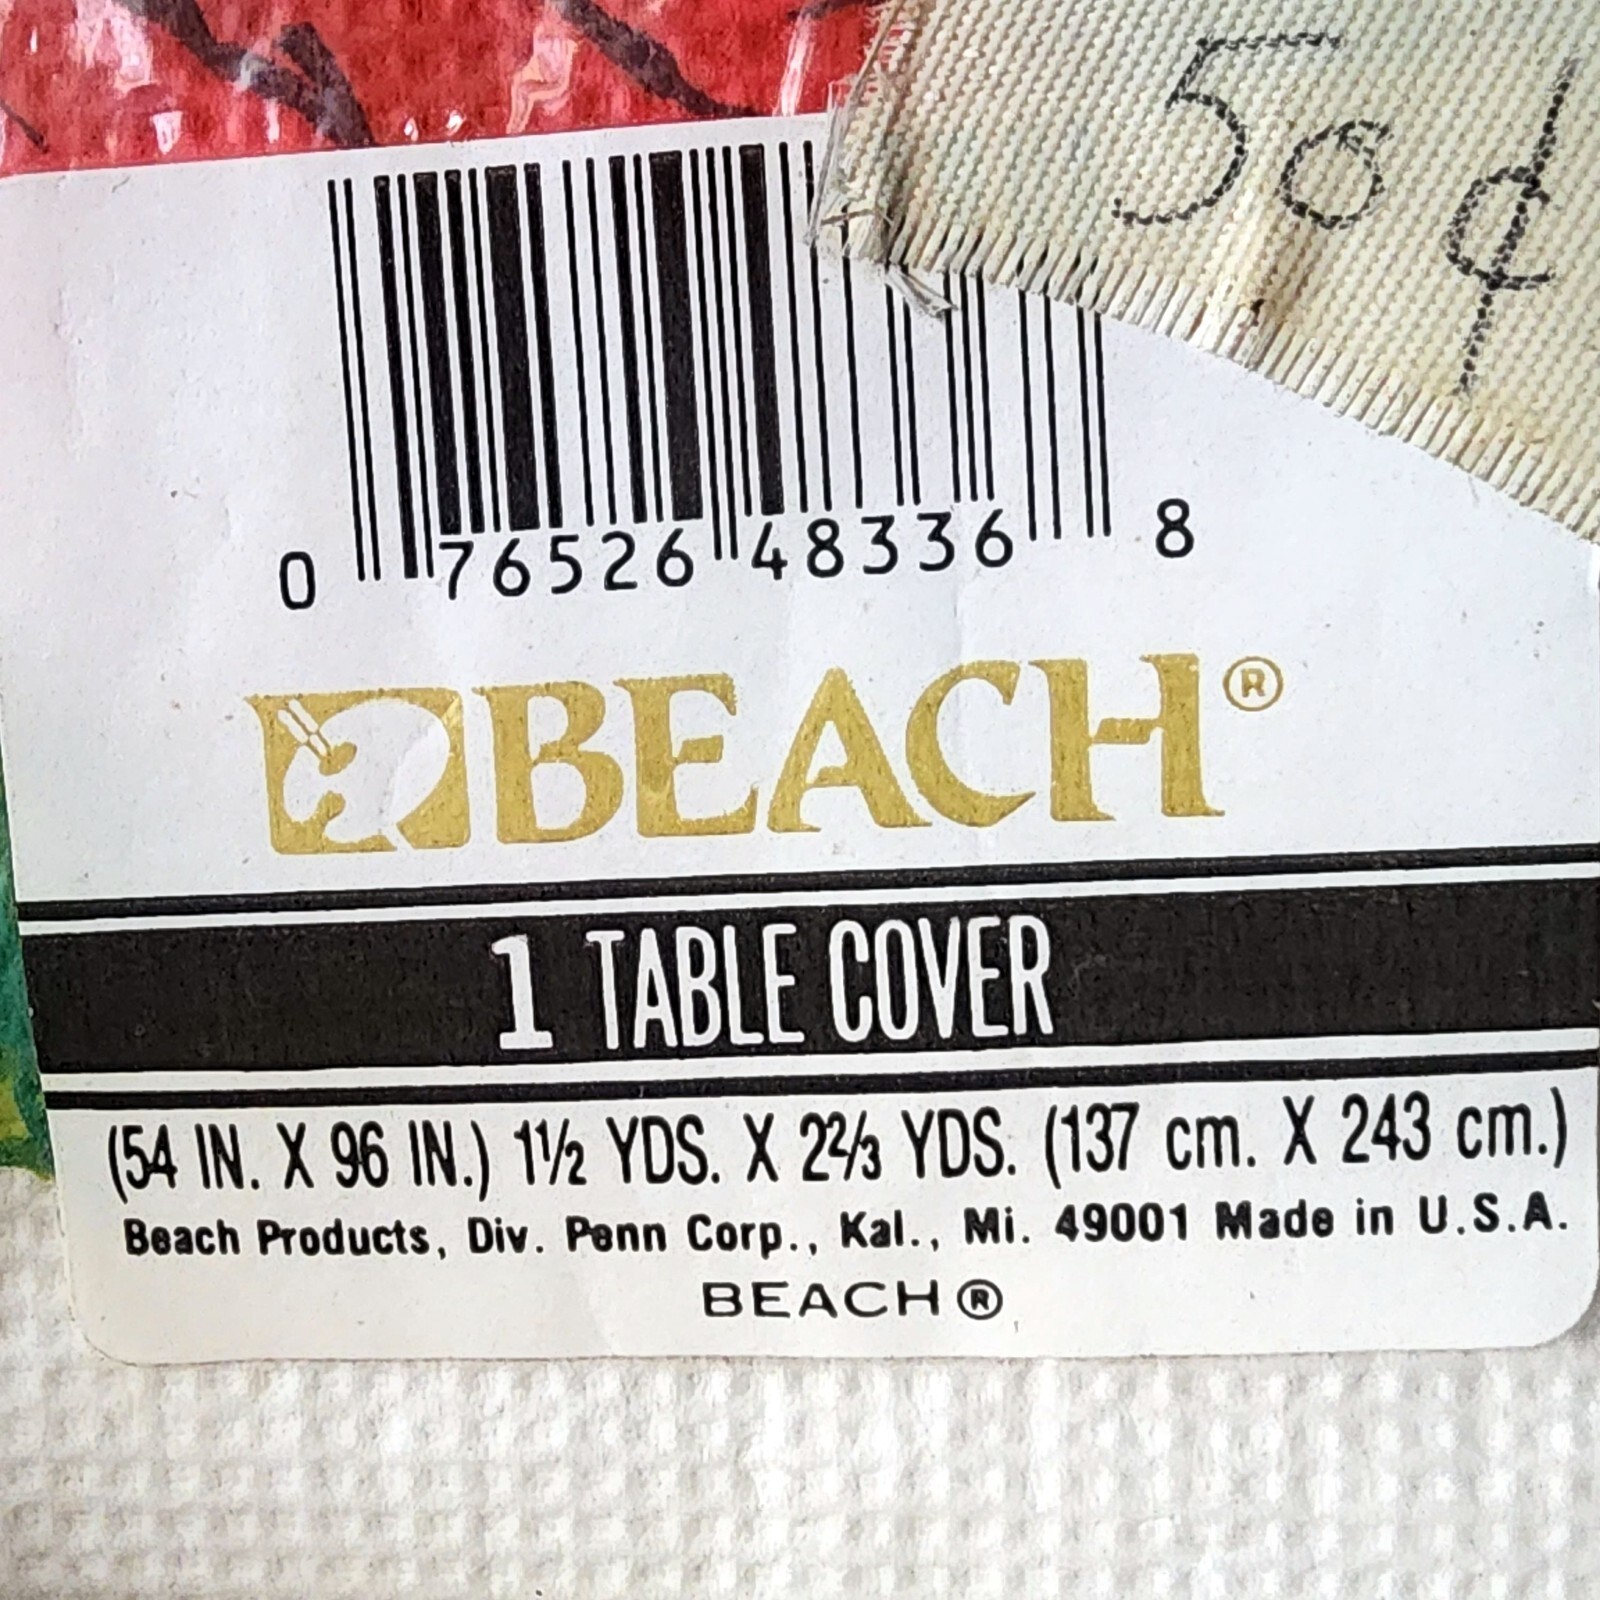 50¢
0 76526 48336 8
BEACH®
1 TABLE COVER
(54 IN. X 96 IN.) 1½ YDS. X 2⅔ YDS. (137 cm. X 243 cm.)
Beach Products, Div. Penn Corp., Kal., Mi. 49001 Made in U.S.A.
BEACH®